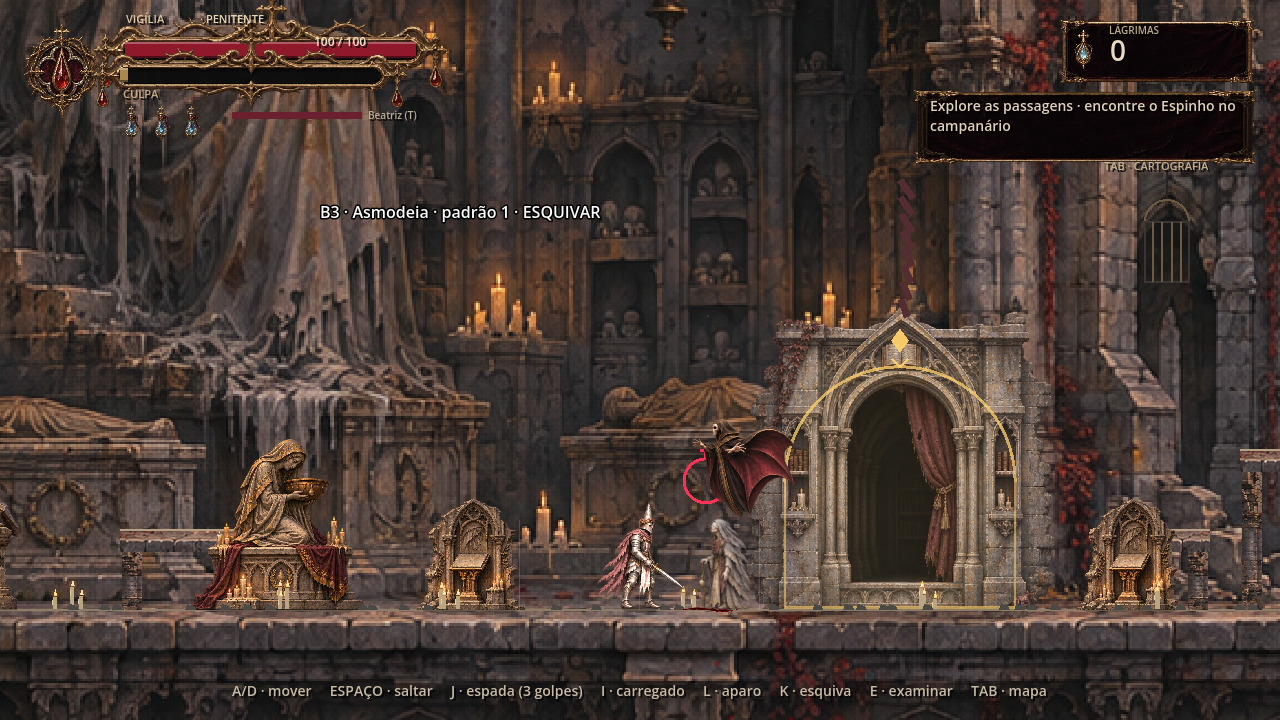 VIGÍLIA · PENITENTE
100 / 100
CULPA
Beatriz (T)
LÁGRIMAS
0
Explore as passagens · encontre o Espinho no
campanário
TAB · CARTOGRAFIA
B3 · Asmodeia · padrão 1 · ESQUIVAR
A/D · mover ESPAÇO · saltar J · espada (3 golpes) I · carregado L · aparo K · esquiva E · examinar TAB · mapa